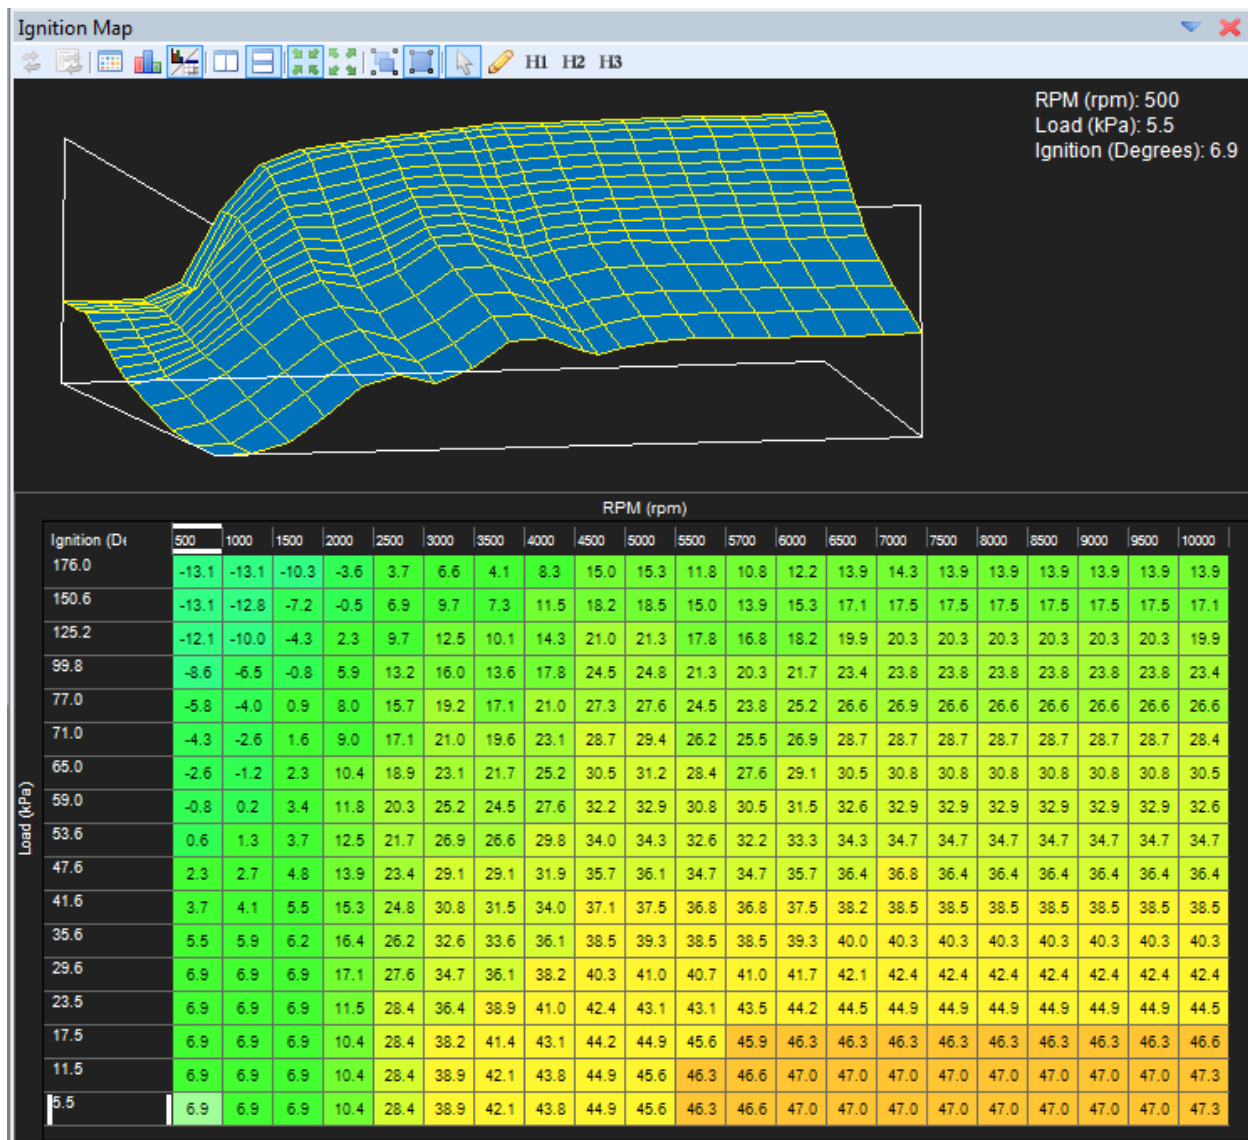 Ignition Map
H1 H2 H3
RPM (rpm): 500
Load (kPa): 5.5
Ignition (Degrees): 6.9
RPM (rpm)
Ignition (De 500 1000 1500 2000 2500 3000 3500 4000 4500 5000 5500 5700 6000 6500 7000 7500 8000 8500 9000 9500 10000
176.0 -13.1 -13.1 -10.3 -3.6 3.7 6.6 4.1 8.3 15.0 15.3 11.8 10.8 12.2 13.9 14.3 13.9 13.9 13.9 13.9 13.9 13.9
150.6 -13.1 -12.8 -7.2 -0.5 6.9 9.7 7.3 11.5 18.2 18.5 15.0 13.9 15.3 17.1 17.5 17.5 17.5 17.5 17.5 17.5 17.1
125.2 -12.1 -10.0 -4.3 2.3 9.7 12.5 10.1 14.3 21.0 21.3 17.8 16.8 18.2 19.9 20.3 20.3 20.3 20.3 20.3 20.3 19.9
99.8 -8.6 -6.5 -0.8 5.9 13.2 16.0 13.6 17.8 24.5 24.8 21.3 20.3 21.7 23.4 23.8 23.8 23.8 23.8 23.8 23.8 23.4
77.0 -5.8 -4.0 0.9 8.0 15.7 19.2 17.1 21.0 27.3 27.6 24.5 23.8 25.2 26.6 26.9 26.6 26.6 26.6 26.6 26.6 26.6
71.0 -4.3 -2.6 1.6 9.0 17.1 21.0 19.6 23.1 28.7 29.4 26.2 25.5 26.9 28.7 28.7 28.7 28.7 28.7 28.7 28.7 28.4
65.0 -2.6 -1.2 2.3 10.4 18.9 23.1 21.7 25.2 30.5 31.2 28.4 27.6 29.1 30.5 30.8 30.8 30.8 30.8 30.8 30.8 30.5
Load (kPa)
59.0 -0.8 0.2 3.4 11.8 20.3 25.2 24.5 27.6 32.2 32.9 30.8 30.5 31.5 32.6 32.9 32.9 32.9 32.9 32.9 32.9 32.6
53.6 0.6 1.3 3.7 12.5 21.7 26.9 26.6 29.8 34.0 34.3 32.6 32.2 33.3 34.3 34.7 34.7 34.7 34.7 34.7 34.7 34.7
47.6 2.3 2.7 4.8 13.9 23.4 29.1 29.1 31.9 35.7 36.1 34.7 34.7 35.7 36.4 36.8 36.4 36.4 36.4 36.4 36.4 36.4
41.6 3.7 4.1 5.5 15.3 24.8 30.8 31.5 34.0 37.1 37.5 36.8 36.8 37.5 38.2 38.5 38.5 38.5 38.5 38.5 38.5 38.5
35.6 5.5 5.9 6.2 16.4 26.2 32.6 33.6 36.1 38.5 39.3 38.5 38.5 39.3 40.0 40.3 40.3 40.3 40.3 40.3 40.3 40.3
29.6 6.9 6.9 6.9 17.1 27.6 34.7 36.1 38.2 40.3 41.0 40.7 41.0 41.7 42.1 42.4 42.4 42.4 42.4 42.4 42.4 42.4
23.5 6.9 6.9 6.9 11.5 28.4 36.4 38.9 41.0 42.4 43.1 43.1 43.5 44.2 44.5 44.9 44.9 44.9 44.9 44.9 44.9 44.5
17.5 6.9 6.9 6.9 10.4 28.4 38.2 41.4 43.1 44.2 44.9 45.6 45.9 46.3 46.3 46.3 46.3 46.3 46.3 46.3 46.3 46.6
11.5 6.9 6.9 6.9 10.4 28.4 38.9 42.1 43.8 44.9 45.6 46.3 46.6 47.0 47.0 47.0 47.0 47.0 47.0 47.0 47.0 47.3
5.5 6.9 6.9 6.9 10.4 28.4 38.9 42.1 43.8 44.9 45.6 46.3 46.6 47.0 47.0 47.0 47.0 47.0 47.0 47.0 47.0 47.3